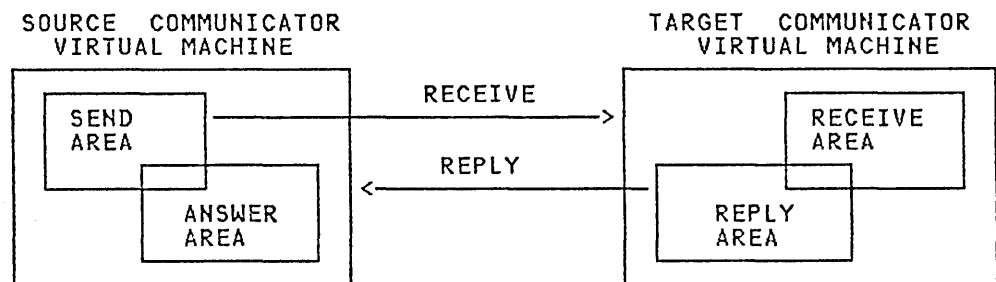 SOURCE COMMUNICATOR
VIRTUAL MACHINE
TARGET COMMUNICATOR
VIRTUAL MACHINE
SEND
AREA
RECEIVE
RECEIVE
AREA
REPLY
ANSWER
AREA
REPLY
AREA